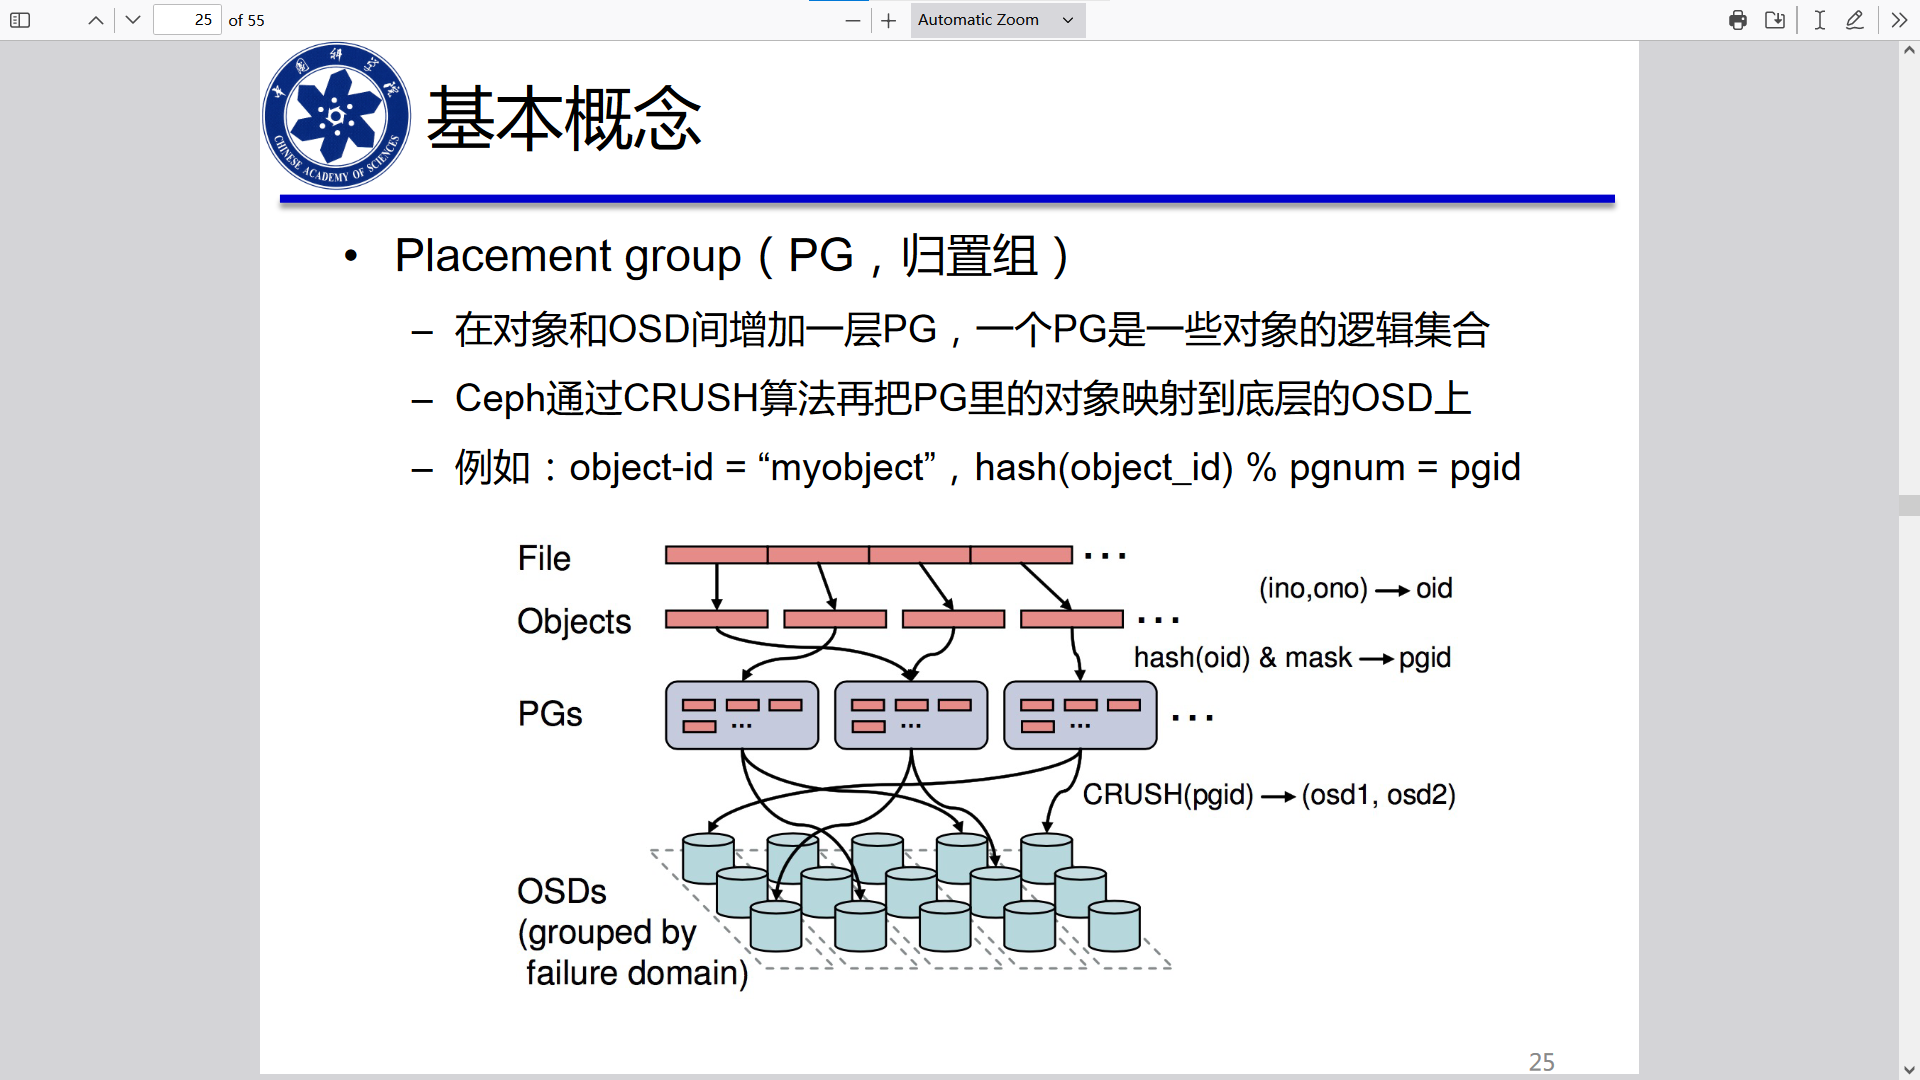 25 of 55
Automatic Zoom
中国科学院
CHINESE ACADEMY OF SCIENCES
基本概念
• Placement group（PG，归置组）
– 在对象和OSD间增加一层PG，一个PG是一些对象的逻辑集合
– Ceph通过CRUSH算法再把PG里的对象映射到底层的OSD上
– 例如：object-id = “myobject”，hash(object_id) % pgnum = pgid
File
...
(ino,ono) → oid
Objects
...
hash(oid) & mask → pgid
PGs
... ... ...
...
CRUSH(pgid) → (osd1, osd2)
OSDs
(grouped by
failure domain)
25